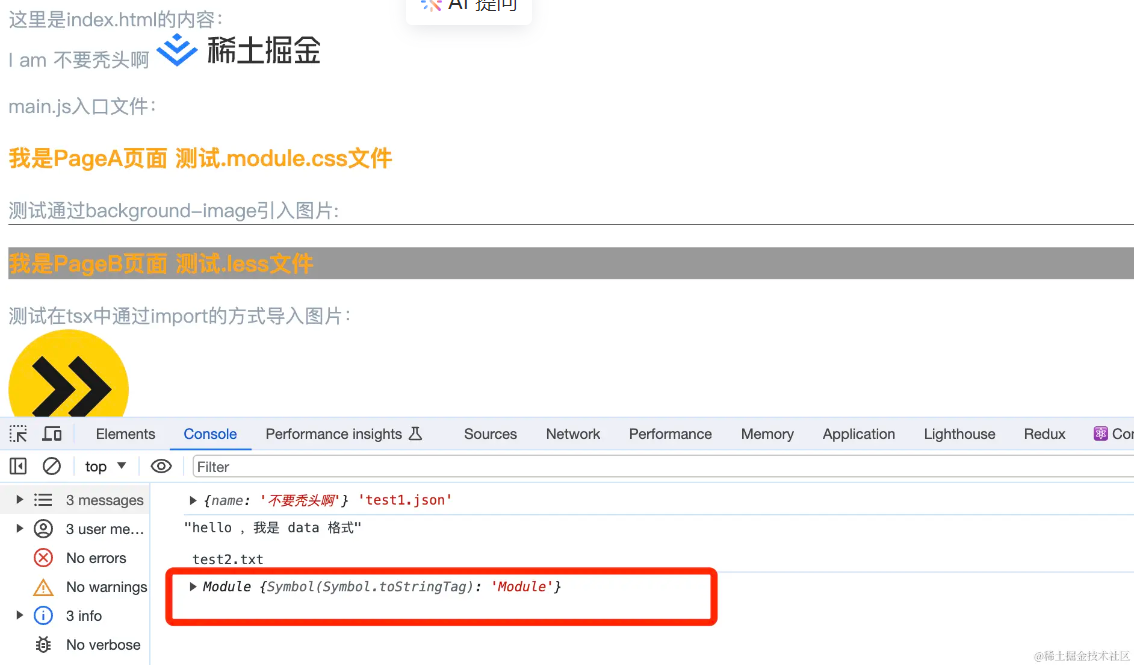 AI 提问
这里是index.html的内容：
I am 不要秃头啊 稀土掘金
main.js入口文件：
我是PageA页面 测试.module.css文件
测试通过background-image引入图片:
我是PageB页面 测试.less文件
测试在tsx中通过import的方式导入图片：
Elements Console Performance insights Sources Network Performance Memory Application Lighthouse Redux
top Filter
3 messages {name: '不要秃头啊'} 'test1.json'
3 user me… "hello ，我是 data 格式"
No errors test2.txt
No warnings Module {Symbol(Symbol.toStringTag): 'Module'}
3 info
No verbose
@稀土掘金技术社区